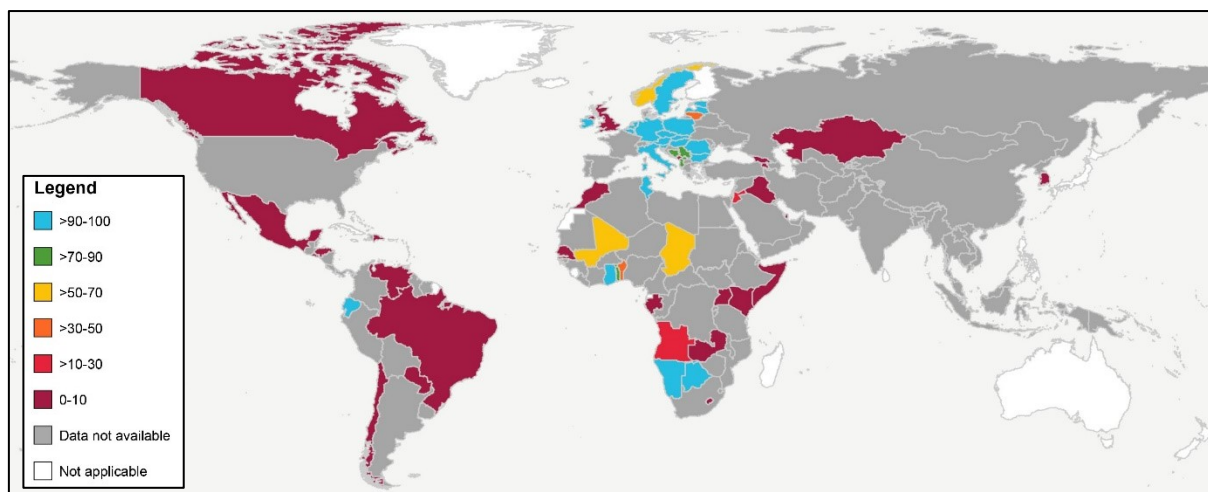 Legend
>90-100
>70-90
>50-70
>30-50
>10-30
0-10
Data not available
Not applicable